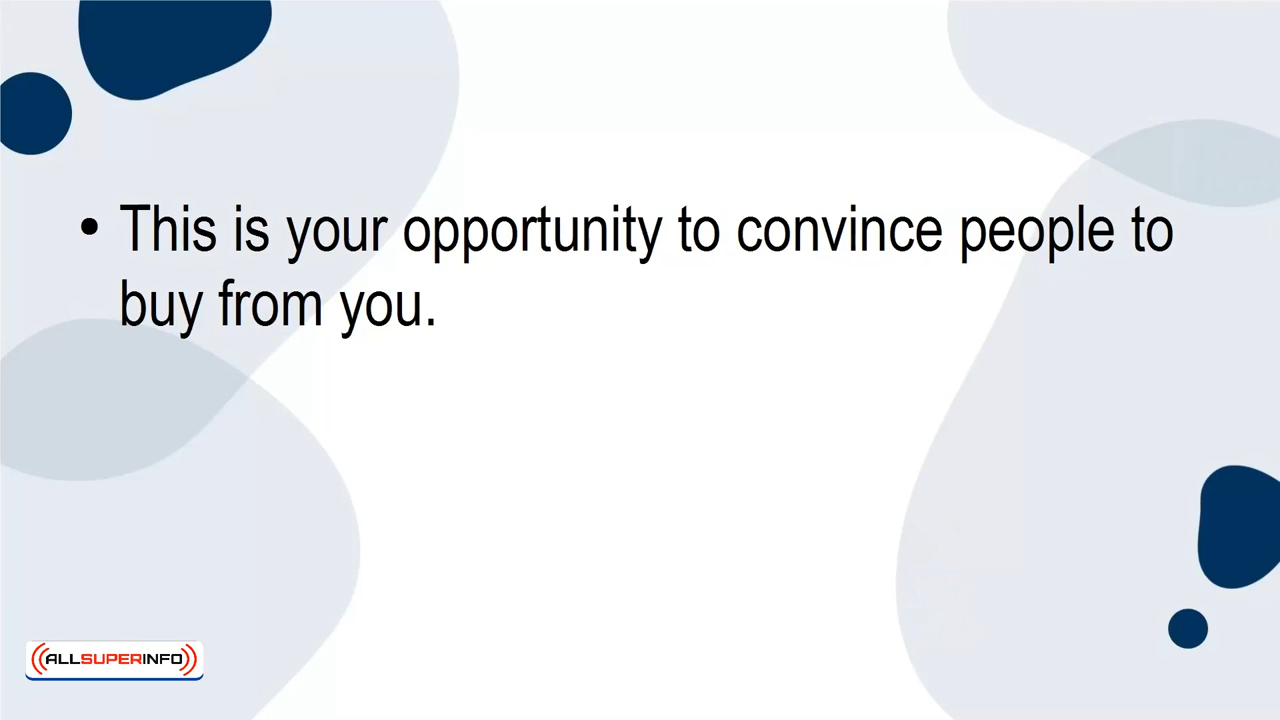 • This is your opportunity to convince people to
buy from you.
((ALLSUPERINFO))